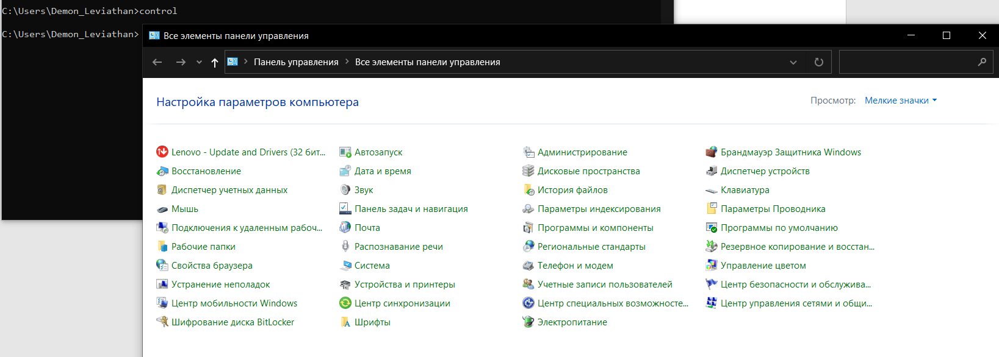 C:\Users\Demon_Leviathan>control
C:\Users\Demon_Leviathan>
Все элементы панели управления
Панель управления > Все элементы панели управления
Настройка параметров компьютера
Просмотр: Мелкие значки
Lenovo - Update and Drivers (32 бит... Автозапуск Администрирование Брандмауэр Защитника Windows
Восстановление Дата и время Дисковые пространства Диспетчер устройств
Диспетчер учетных данных Звук История файлов Клавиатура
Мышь Панель задач и навигация Параметры индексирования Параметры Проводника
Подключения к удаленным рабоч... Почта Программы и компоненты Программы по умолчанию
Рабочие папки Распознавание речи Региональные стандарты Резервное копирование и восстан...
Свойства браузера Система Телефон и модем Управление цветом
Устранение неполадок Устройства и принтеры Учетные записи пользователей Центр безопасности и обслужива...
Центр мобильности Windows Центр синхронизации Центр специальных возможносте... Центр управления сетями и общи...
Шифрование диска BitLocker Шрифты Электропитание